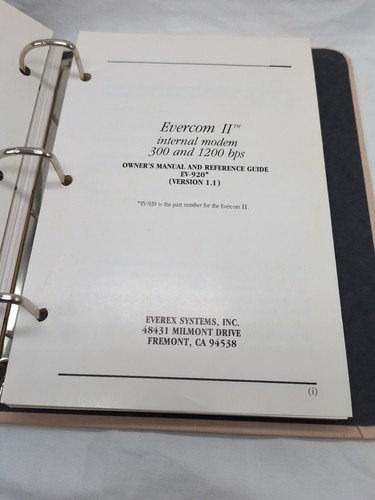 Evercom II™
internal modem
300 and 1200 bps
OWNER'S MANUAL AND REFERENCE GUIDE
EV-920*
(VERSION 1.1)
*EV-920 is the part number for the Evercom II.
EVEREX SYSTEMS, INC.
48431 MILMONT DRIVE
FREMONT, CA 94538
(i)